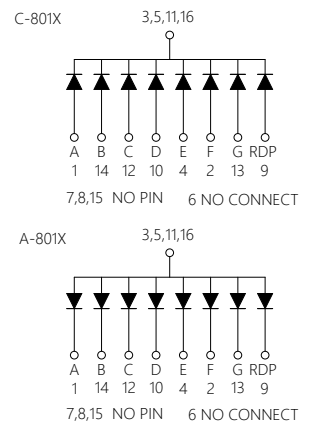 C-801X
3,5,11,16
A B C D E F G RDP
1 14 12 10 4 2 13 9
7,8,15 NO PIN 6 NO CONNECT
A-801X
3,5,11,16
A B C D E F G RDP
1 14 12 10 4 2 13 9
7,8,15 NO PIN 6 NO CONNECT